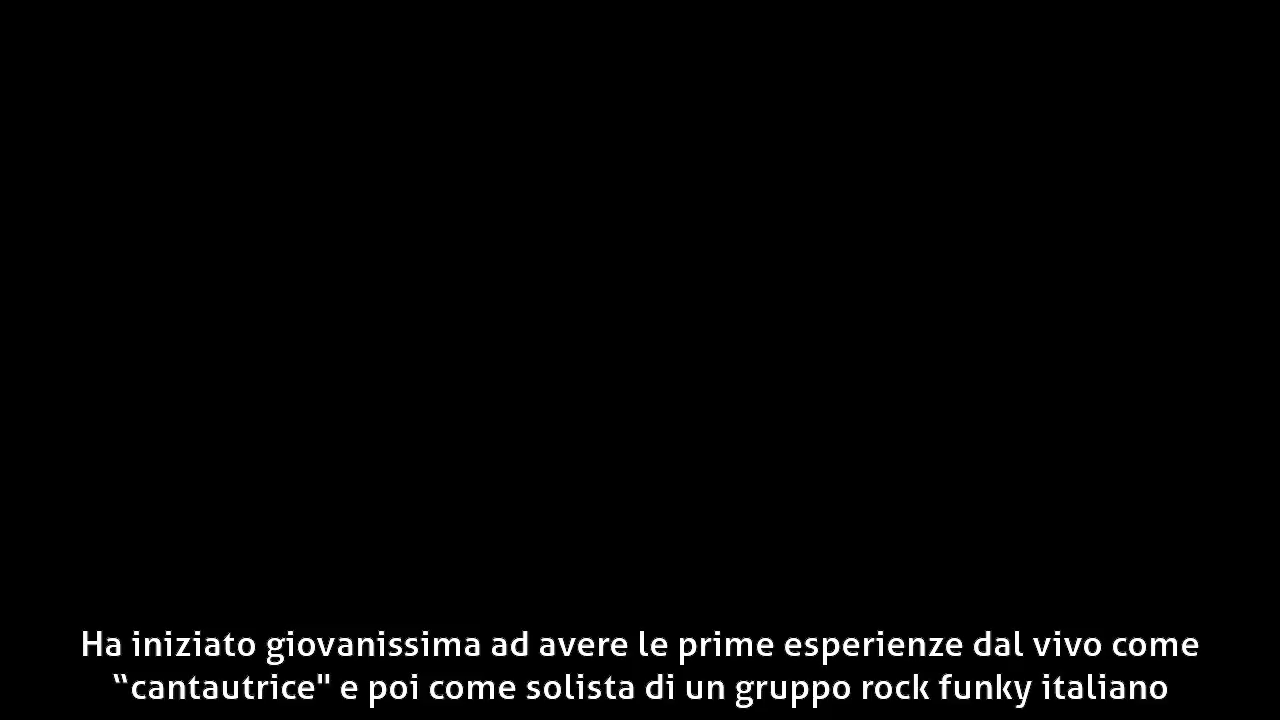 Ha iniziato giovanissima ad avere le prime esperienze dal vivo come
“cantautrice" e poi come solista di un gruppo rock funky italiano